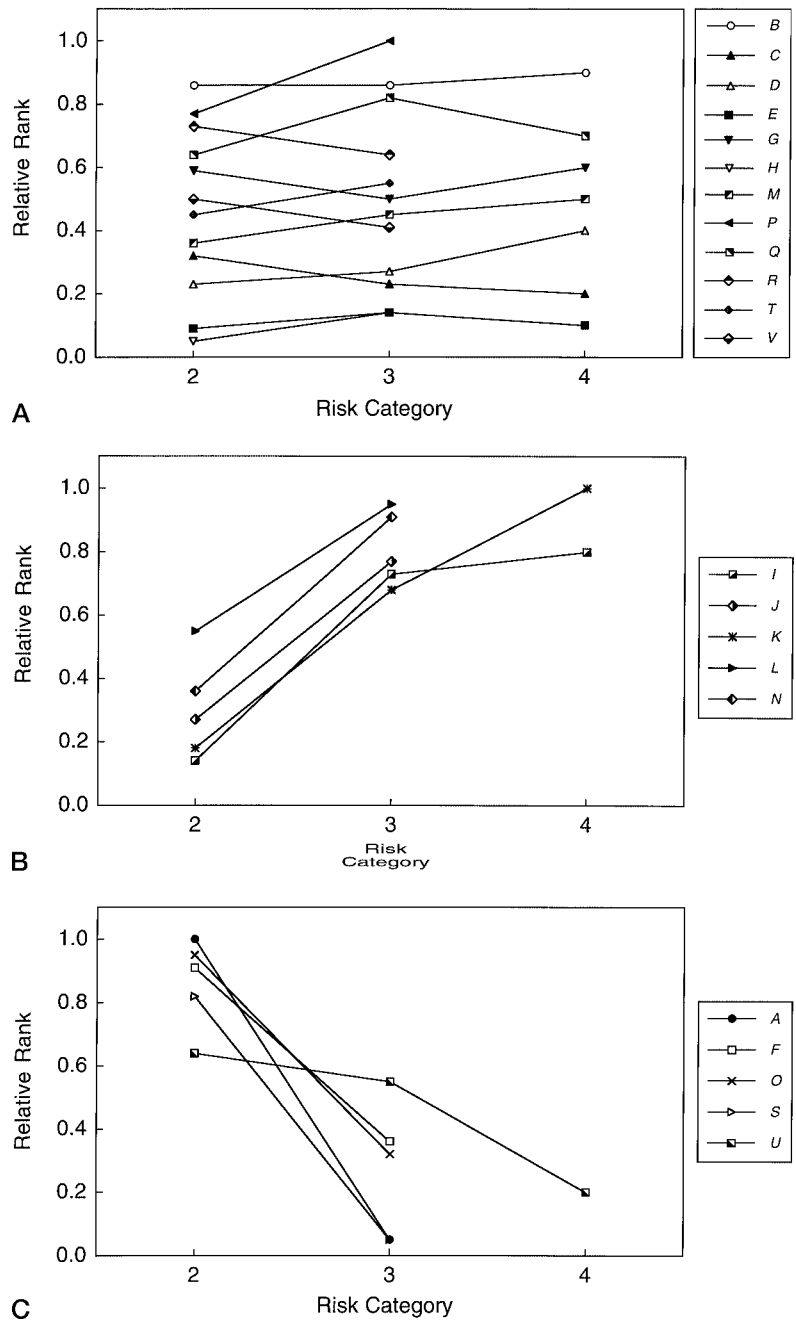 1.0
0.8
0.6
0.4
0.2
0.0
Relative Rank
2 3 4
Risk Category
A
B
C
D
E
G
H
M
P
Q
R
T
V
1.0
0.8
0.6
0.4
0.2
0.0
Relative Rank
2 3 4
Risk
Category
B
I
J
K
L
N
1.0
0.8
0.6
0.4
0.2
0.0
Relative Rank
2 3 4
Risk Category
C
A
F
O
S
U